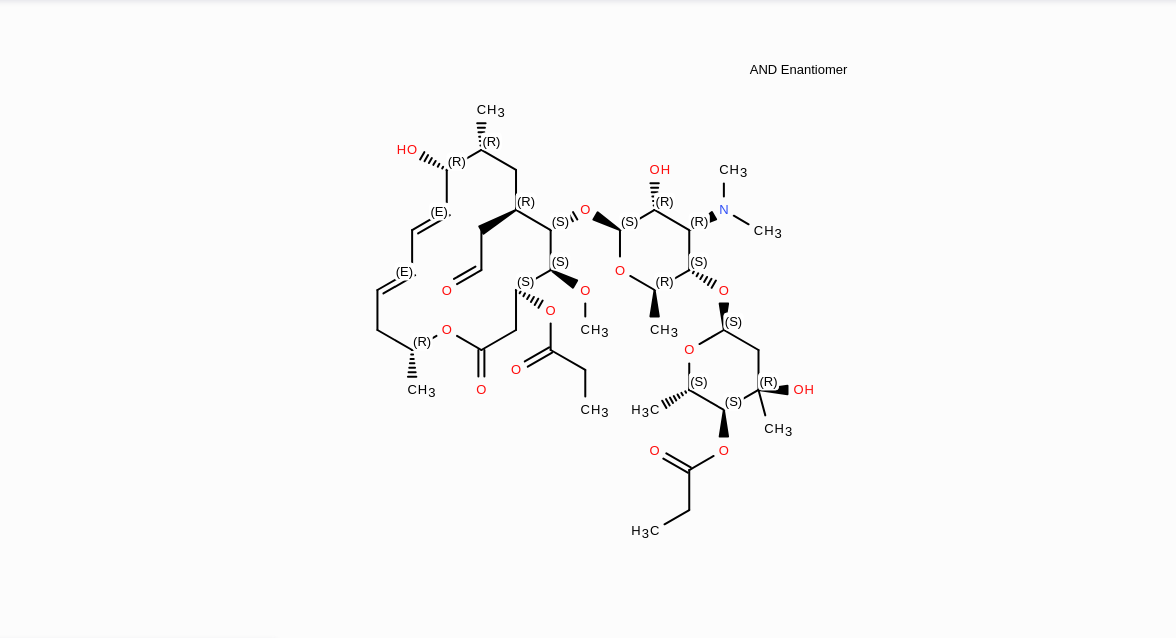 AND Enantiomer
CH3
HO
(R)
(R)
OH
CH3
(E)
(R)
(S)
O
(S)
(R)
(R)
N
CH3
(E)
(S)
(S)
O
(R)
(S)
O
(S)
O
O
O
(R)
O
CH3
CH3
(S)
O
O
CH3
O
O
CH3
H3C
(S)
(S)
(R)
OH
CH3
O
O
H3C